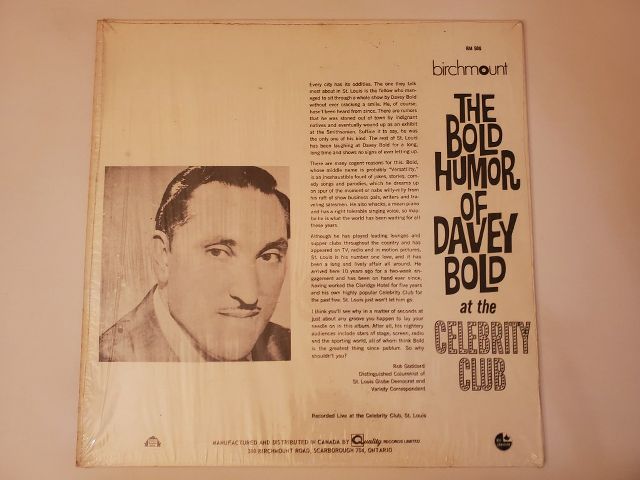 RM 586
birchmount
THE
BOLD
HUMOR
OF
DAVEY
BOLD
at the
CELEBRITY
CLUB
Every city has its oddities. The one they talk
most about in St. Louis is the fellow who man-
aged to sit through a whole show by Davey Bold
without ever cracking a smile. He, of course,
hasn't been heard from since. There are rumors
that he was stoned out of town by indignant
natives and eventually wound up as an exhibit
at the Smithsonian. Suffice it to say, he was
the only one of his kind. The rest of St. Louis
has been laughing at Davey Bold for a long,
long time and shows no signs of ever letting up.
There are many cogent reasons for this. Bold,
whose middle name is probably "Versatility,"
is an inexhaustible fount of jokes, stories, com-
edy songs and parodies, which he dreams up
on spur of the moment or nabs willy-nilly from
his raft of show business pals, writers and tra-
veling salesmen. He also whacks a mean piano
and has a right tolerable singing voice, so may-
be he is what the world has been waiting for all
these years.
Although he has played leading lounges and
supper clubs throughout the country and has
appeared on TV, radio and in motion pictures,
St. Louis is his number one love, and it has
been a long and lively affair all around. He
arrived here 10 years ago for a two-week en-
gagement and has been on hand ever since,
having worked the Claridge Hotel for five years
and his own highly popular Celebrity Club for
the past five. St. Louis just won't let him go.
I think you'll see why in a matter of seconds at
just about any groove you happen to lay your
needle on in this album. After all, his nightery
audiences include stars of stage, screen, radio
and the sporting world, all of whom think Bold
is the greatest thing since pablum. So why
shouldn't you?
Bob Goddard
Distinguished Columnist of
St. Louis Globe Democrat and
Variety Correspondent
Recorded Live at the Celebrity Club, St. Louis
MANUFACTURED AND DISTRIBUTED IN CANADA BY Quality RECORDS LIMITED
380 BIRCHMOUNT ROAD, SCARBOROUGH 704, ONTARIO